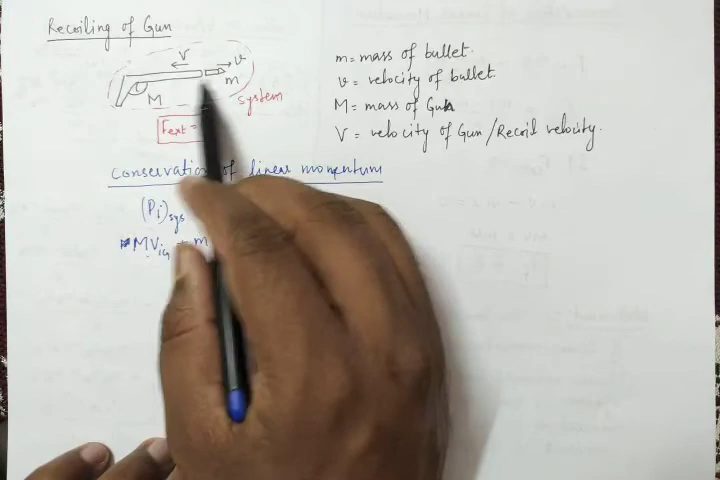 Recoiling of Gun
V v
m
M
system
Fext =
m = mass of bullet.
v = velocity of bullet.
M = mass of Gun
V = velocity of Gun / Recoil velocity.
conservation of linear momentum
(Pi)sys
MViG + m